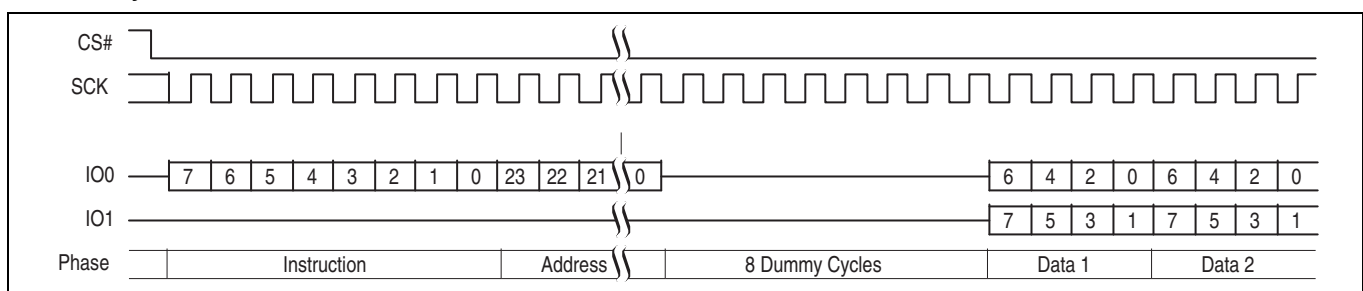 CS#
SCK
IO0 7 6 5 4 3 2 1 0 23 22 21 0 6 4 2 0 6 4 2 0
IO1 7 5 3 1 7 5 3 1
Phase Instruction Address 8 Dummy Cycles Data 1 Data 2